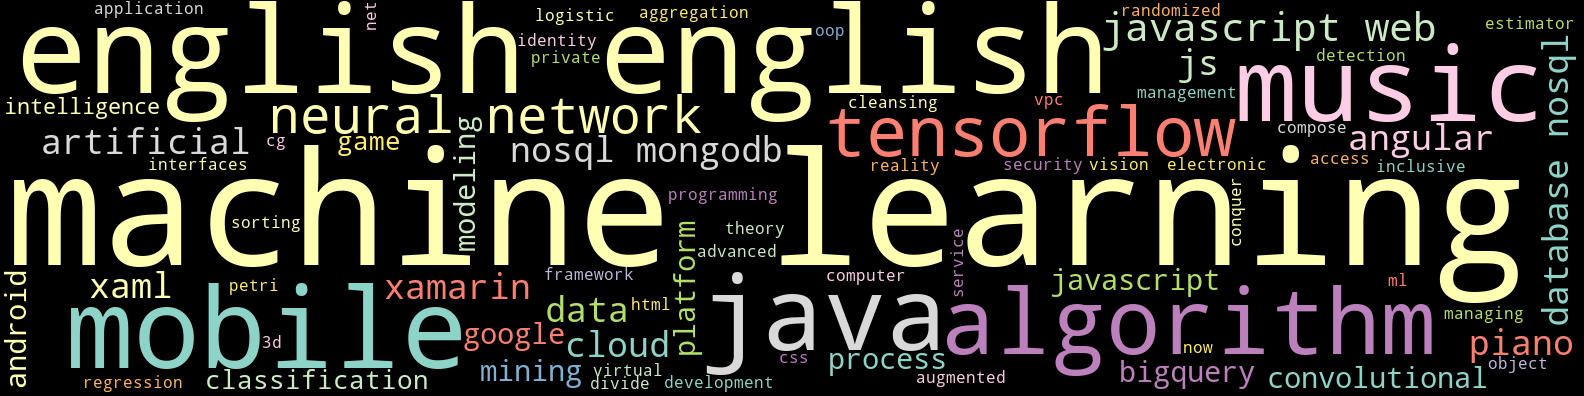 application
net
logistic
aggregation
randomized
estimator
english english
oop
javascript web
identity
private
js
detection
music
nosql
intelligence
neural network
cleansing
vpc
management
tensorflow
compose
angular
artificial
cg
game
modeling
nosql mongodb
interfaces
reality
security
vision
electronic
access
inclusive
machine learning
programming
sorting
conquer
theory
advanced
platform
service
database
android
xaml
petri
xamarin
framework
computer
javascript
ml
mobile
data
html
java
algorithm
managing
3d
google
cloud
css
process
now
piano
object
regression
classification
mining
virtual
divide
development
augmented
bigquery
convolutional